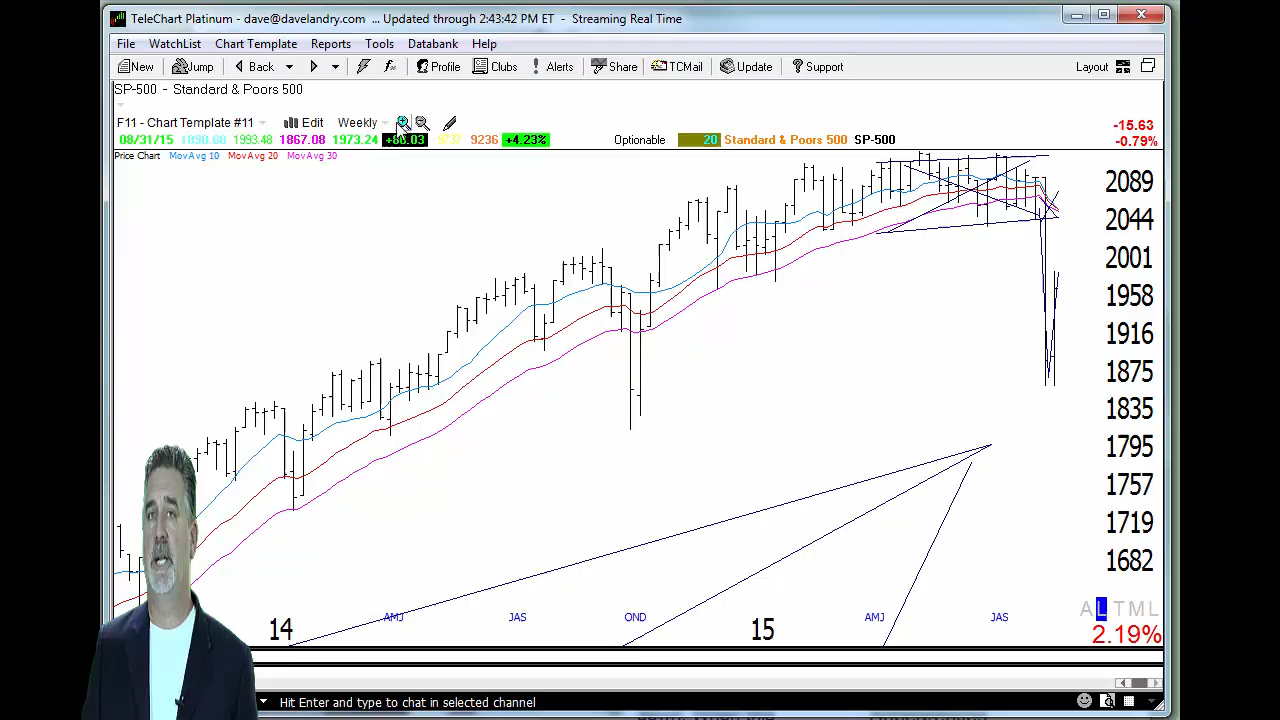 TeleChart Platinum - dave@davelandry.com ... Updated through 2:43:42 PM ET - Streaming Real Time
File WatchList Chart Template Reports Tools Databank Help
New Jump Back Profile Clubs Alerts Share TCMail Update Support Layout
SP-500 - Standard & Poors 500
F11 - Chart Template #11 Edit Weekly
-15.63
08/31/15 1898.08 1993.48 1867.08 1973.24 9737 9236 +4.23% Optionable 20 Standard & Poors 500 SP-500
-0.79%
Price Chart MovAvg 10 MovAvg 20 MovAvg 30
2089
2044
2001
1958
1916
1875
1835
1795
1757
1719
1682
A L T M L
AMJ JAS OND AMJ JAS
14 15
2.19%
Hit Enter and type to chat in selected channel